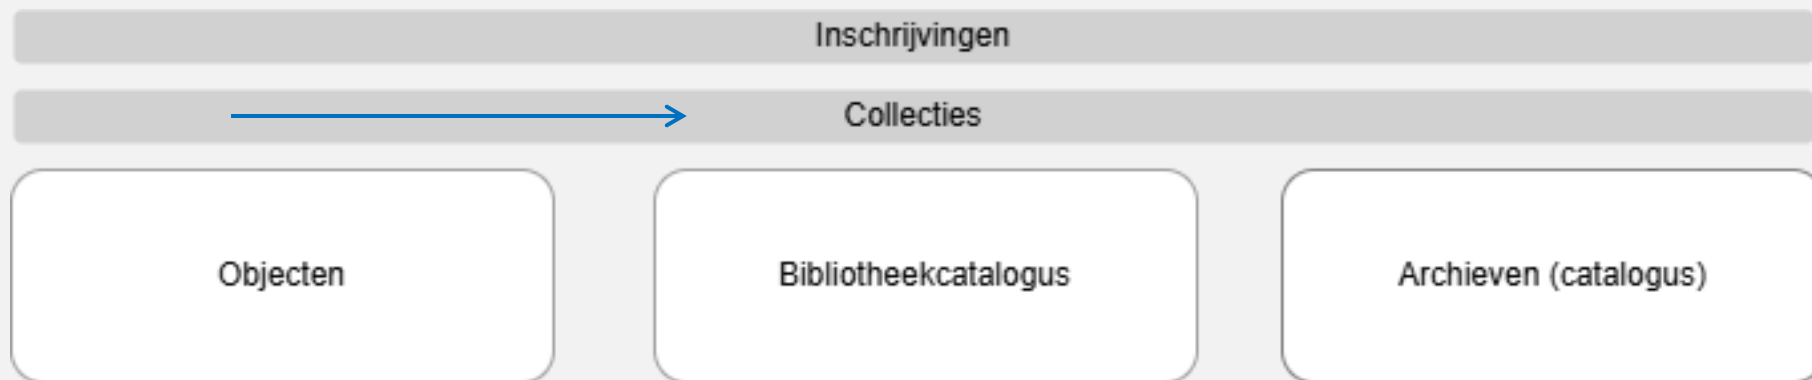 Inschrijvingen
Collecties
Objecten
Bibliotheekcatalogus
Archieven (catalogus)